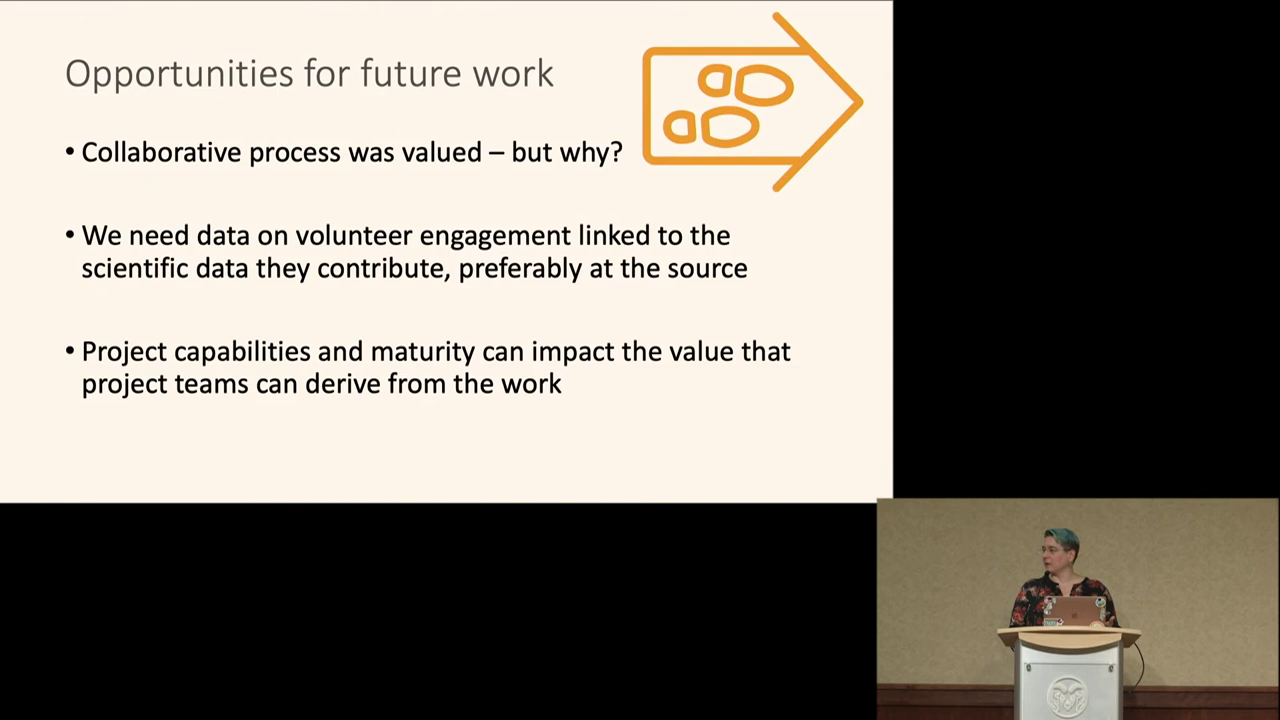 Opportunities for future work
• Collaborative process was valued – but why?
• We need data on volunteer engagement linked to the
scientific data they contribute, preferably at the source
• Project capabilities and maturity can impact the value that
project teams can derive from the work